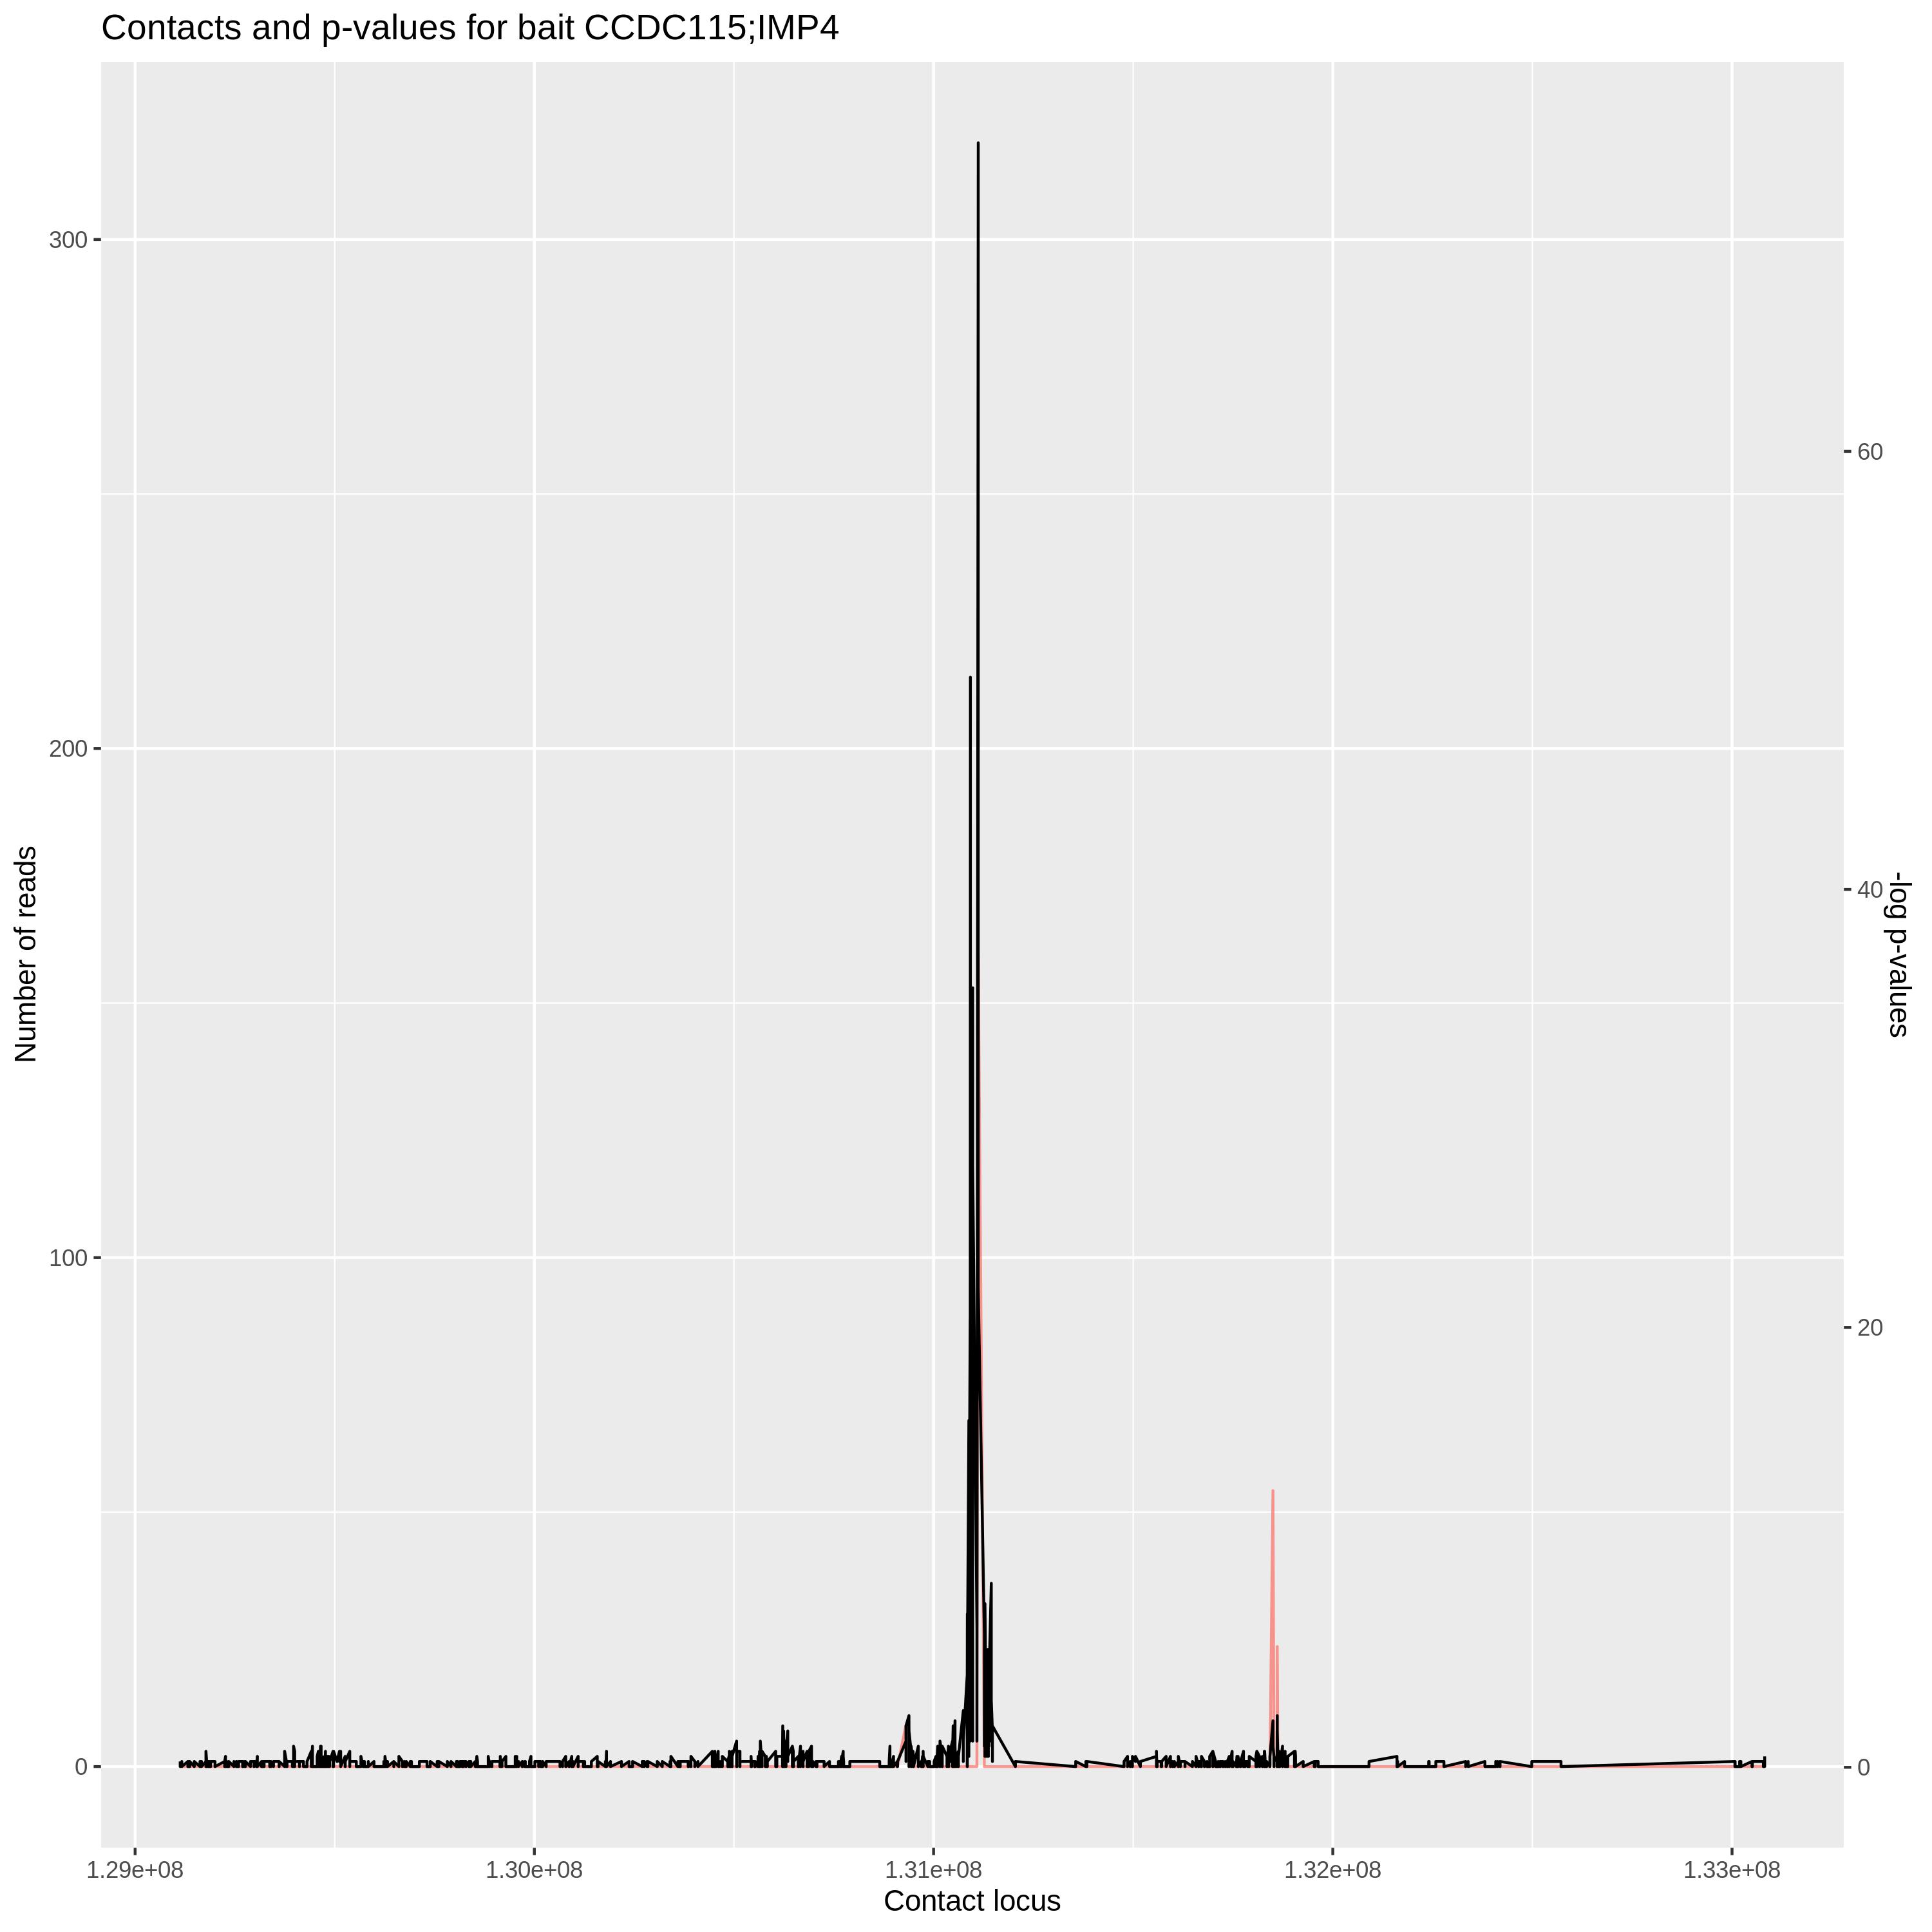 Contacts and p-values for bait CCDC115;IMP4
Number of reads
300
200
100
0
60
40
20
0
-log p-values
1.29e+08 1.30e+08 1.31e+08 1.32e+08 1.33e+08
Contact locus